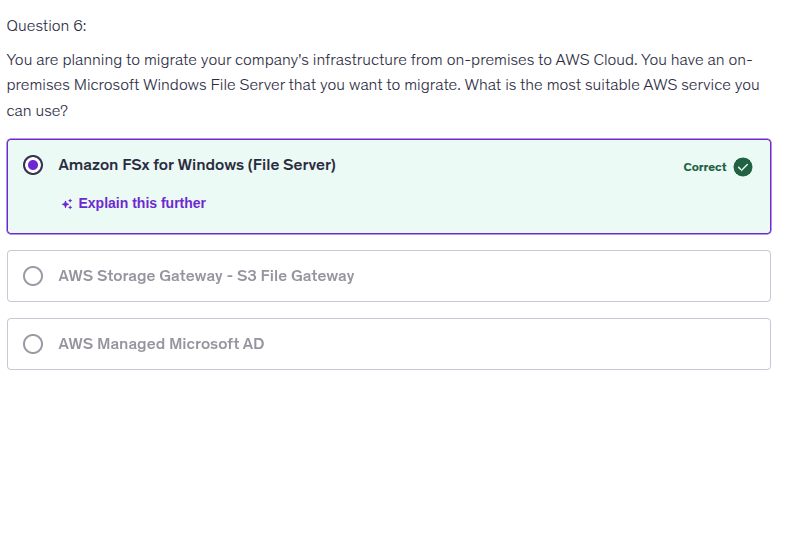 Question 6:
You are planning to migrate your company's infrastructure from on-premises to AWS Cloud. You have an on-
premises Microsoft Windows File Server that you want to migrate. What is the most suitable AWS service you
can use?
Amazon FSx for Windows (File Server)
Correct
Explain this further
AWS Storage Gateway - S3 File Gateway
AWS Managed Microsoft AD